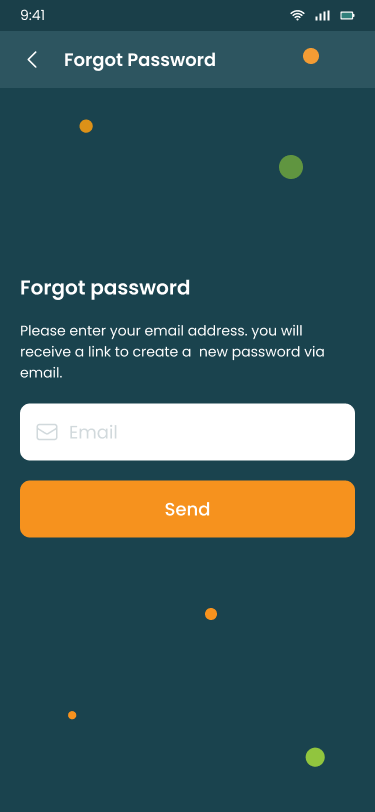 9:41
Forgot Password
Forgot password
Please enter your email address. you will
receive a link to create a  new password via
email.
Email
Send